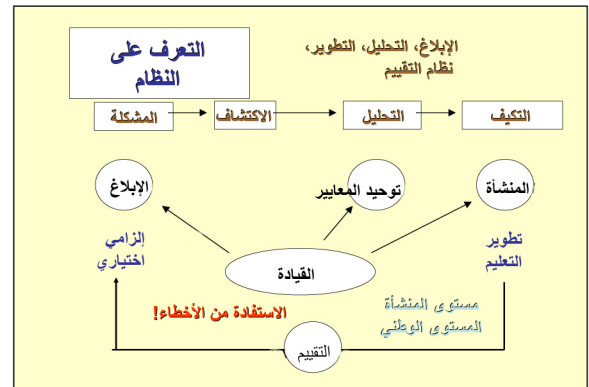 التعرف على
النظام
الإبلاغ، التحليل، التطوير،
نظام التقييم
المشكلة
الاكتشاف
التحليل
التكيف
الإبلاغ
توحيد المعايير
المنشأة
إلزامي
اختياري
القيادة
تطوير
التعليم
الاستفادة من الأخطاء!
مستوى المنشأة
المستوى الوطني
التقييم